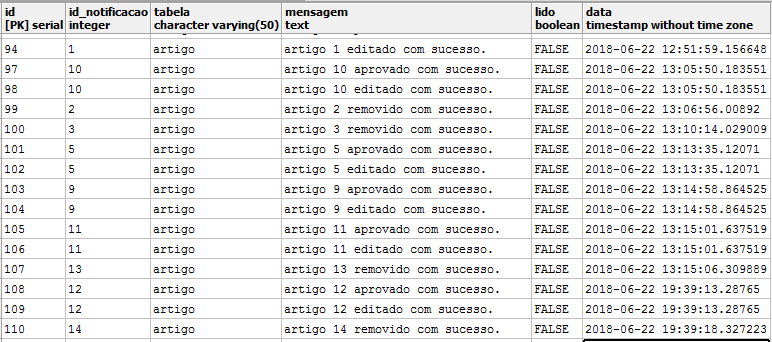 id id_notificacao tabela mensagem lido data
[PK] serial integer character varying(50) text boolean timestamp without time zone
94 1 artigo artigo 1 editado com sucesso. FALSE 2018-06-22 12:51:59.156648
97 10 artigo artigo 10 aprovado com sucesso. FALSE 2018-06-22 13:05:50.183551
98 10 artigo artigo 10 editado com sucesso. FALSE 2018-06-22 13:05:50.183551
99 2 artigo artigo 2 removido com sucesso. FALSE 2018-06-22 13:06:56.00892
100 3 artigo artigo 3 removido com sucesso. FALSE 2018-06-22 13:10:14.029009
101 5 artigo artigo 5 aprovado com sucesso. FALSE 2018-06-22 13:13:35.12071
102 5 artigo artigo 5 editado com sucesso. FALSE 2018-06-22 13:13:35.12071
103 9 artigo artigo 9 aprovado com sucesso. FALSE 2018-06-22 13:14:58.864525
104 9 artigo artigo 9 editado com sucesso. FALSE 2018-06-22 13:14:58.864525
105 11 artigo artigo 11 aprovado com sucesso. FALSE 2018-06-22 13:15:01.637519
106 11 artigo artigo 11 editado com sucesso. FALSE 2018-06-22 13:15:01.637519
107 13 artigo artigo 13 removido com sucesso. FALSE 2018-06-22 13:15:06.309889
108 12 artigo artigo 12 aprovado com sucesso. FALSE 2018-06-22 19:39:13.28765
109 12 artigo artigo 12 editado com sucesso. FALSE 2018-06-22 19:39:13.28765
110 14 artigo artigo 14 removido com sucesso. FALSE 2018-06-22 19:39:18.327223